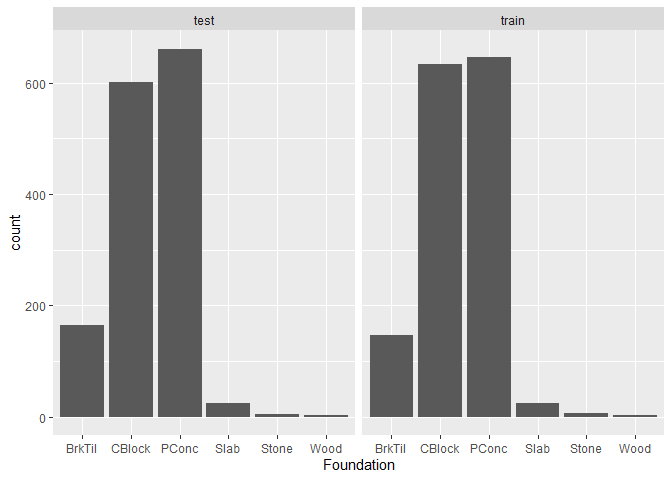 test train
600
400
200
0
count
BrkTil CBlock PConc Slab Stone Wood BrkTil CBlock PConc Slab Stone Wood
Foundation